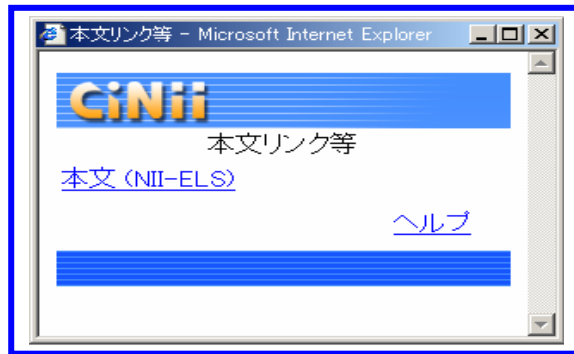 本文リンク等 - Microsoft Internet Explorer
CiNii
本文リンク等
本文 (NII-ELS)
ヘルプ